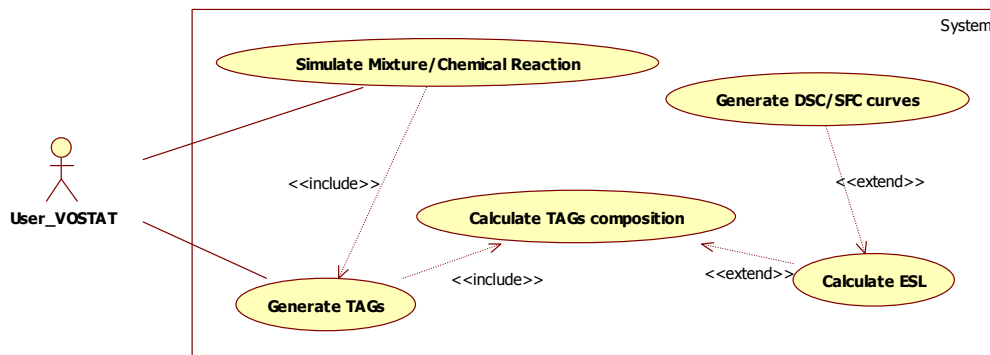 System
Simulate Mixture/Chemical Reaction
Generate DSC/SFC curves
<<include>>
<<extend>>
User_VOSTAT
Calculate TAGs composition
<<include>>
<<extend>>
Calculate ESL
Generate TAGs